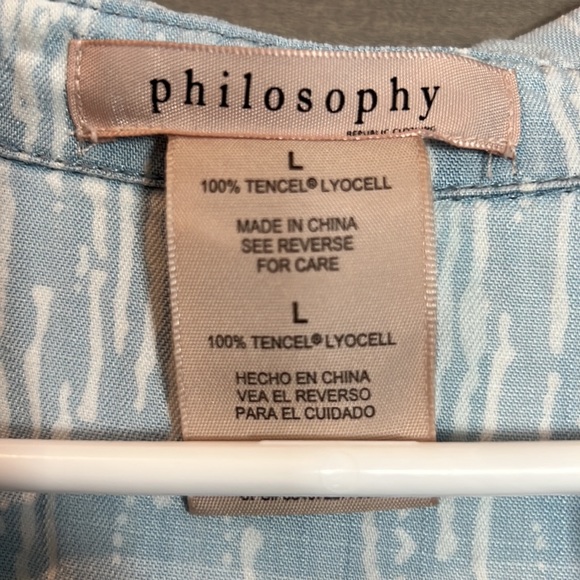 philosophy
REPUBLIC CLOTHING
L
100% TENCEL® LYOCELL
MADE IN CHINA
SEE REVERSE
FOR CARE
L
100% TENCEL® LYOCELL
HECHO EN CHINA
VEA EL REVERSO
PARA EL CUIDADO